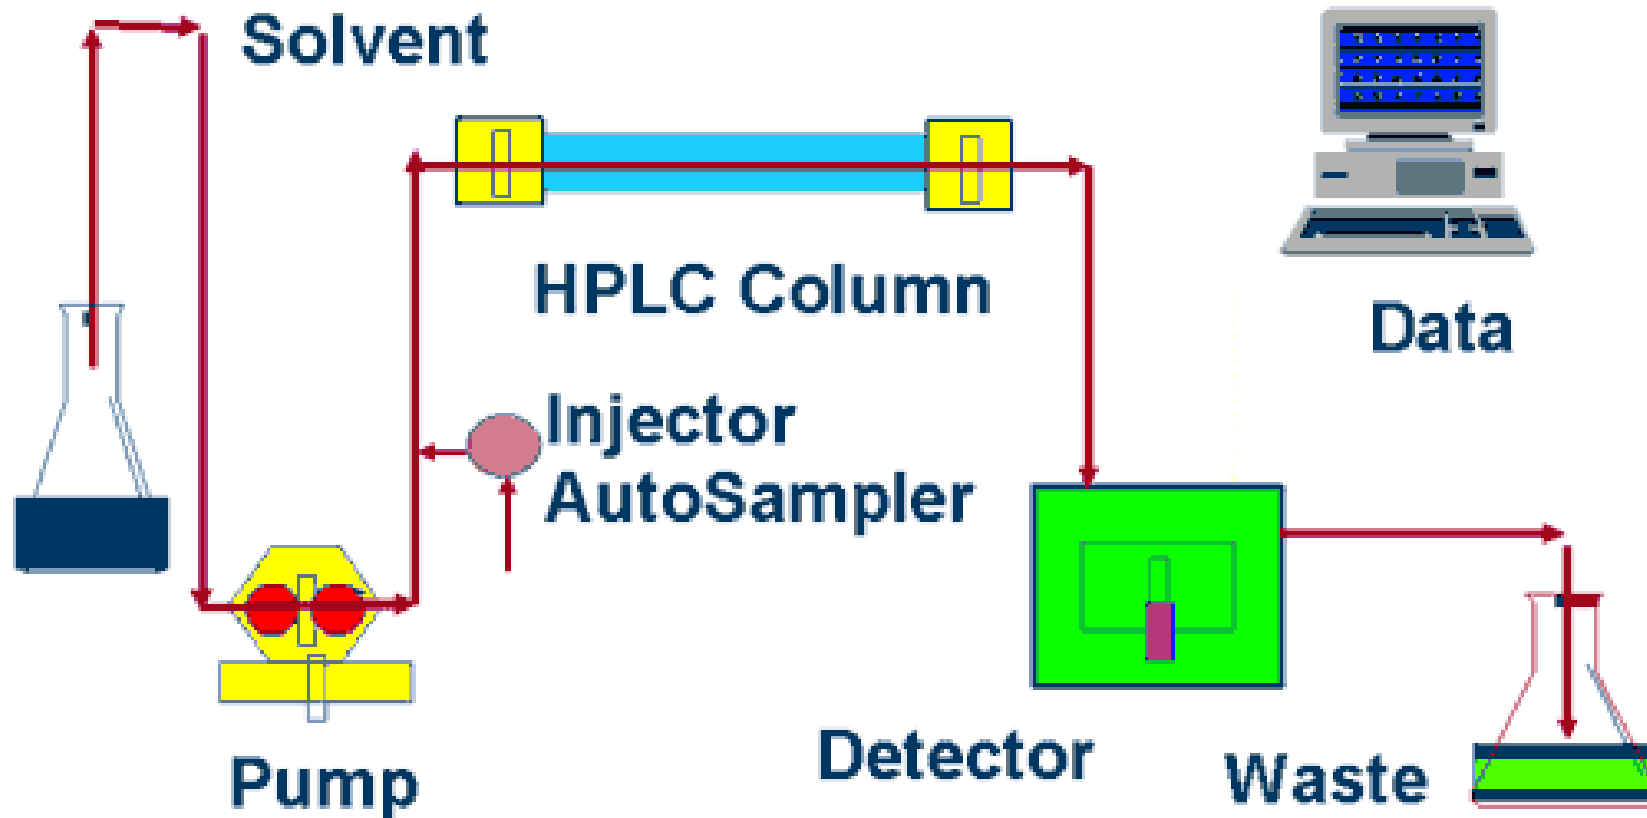 Solvent
HPLC Column
Data
Injector
AutoSampler
Detector
Waste
Pump